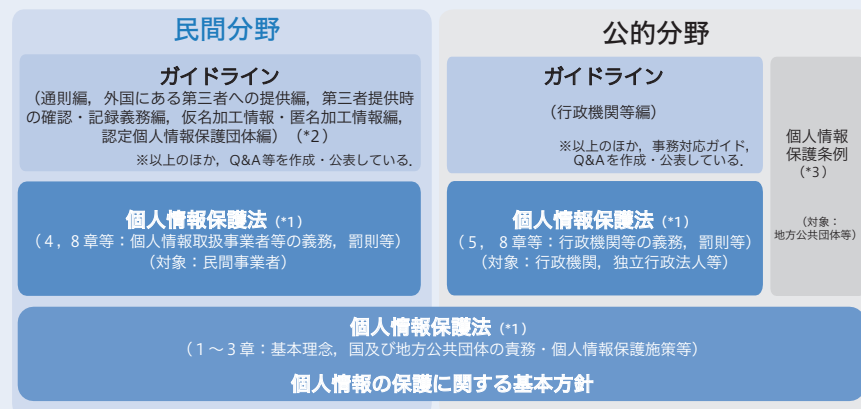 民間分野
ガイドライン
（通則編，外国にある第三者への提供編，第三者提供時
の確認・記録義務編，仮名加工情報・匿名加工情報編，
認定個人情報保護団体編）（*2）
※以上のほか，Q&A等を作成・公表している．
個人情報保護法（*1）
（４，８章等：個人情報取扱事業者等の義務，罰則等）
（対象：民間事業者）
公的分野
ガイドライン
（行政機関等編）
※以上のほか，事務対応ガイド，
Q&Aを作成・公表している．
個人情報保護法（*1）
（５，８章等：行政機関等の義務，罰則等）
（対象：行政機関，独立行政法人等）
個人情報
保護条例
（*3）
（対象：
地方公共団体等）
個人情報保護法（*1）
（１～３章：基本理念，国及び地方公共団体の責務・個人情報保護施策等）
個人情報の保護に関する基本方針